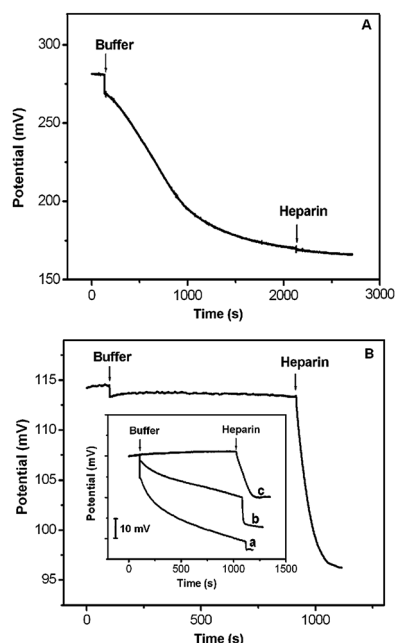 A
Buffer
300
250
200
150
Potential (mV)
Heparin
0
1000
2000
3000
Time (s)
B
Buffer
Heparin
115
110
105
100
95
Potential (mV)
Buffer
Heparin
Potential (mV)
10 mV
c
b
a
0
500
1000
1500
Time (s)
0
500
1000
Time (s)